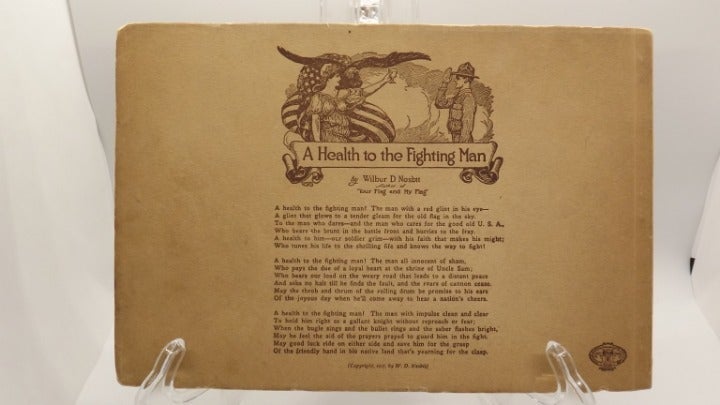 A Health to the Fighting Man
by Wilbur D Nesbit
Author of
"Your Flag and My Flag"
A health to the fighting man! The man with a red glint in his eye—
A glint that glows to a tender gleam for the old flag in the sky.
To the man who dares—and the man who cares for the good old U. S. A.,
Who bears the brunt in the battle front and hurries to the fray.
A health to him—our soldier grim—with his faith that makes his might;
Who tunes his life to the thrilling fife and knows the way to fight!
A health to the fighting man! The man all innocent of sham,
Who pays the due of a loyal heart at the shrine of Uncle Sam;
Who bears our load on the weary road that leads to a distant peace
And asks no halt till he finds the fault, and the roars of cannon cease.
May the throb and thrum of the rolling drum be promise to his ears
Of the joyous day when he'll come away to hear a nation's cheers.
A health to the fighting man! The man with impulse clean and clear
To hold him right as a gallant knight without reproach or fear;
When the bugle sings and the bullet rings and the saber flashes bright,
May he feel the aid of the prayers prayed to guard him in the fight.
May good luck ride on either side and save him for the grasp
Of the friendly hand in his native land that's yearning for the clasp.
(Copyright, by W. D. Nesbit)